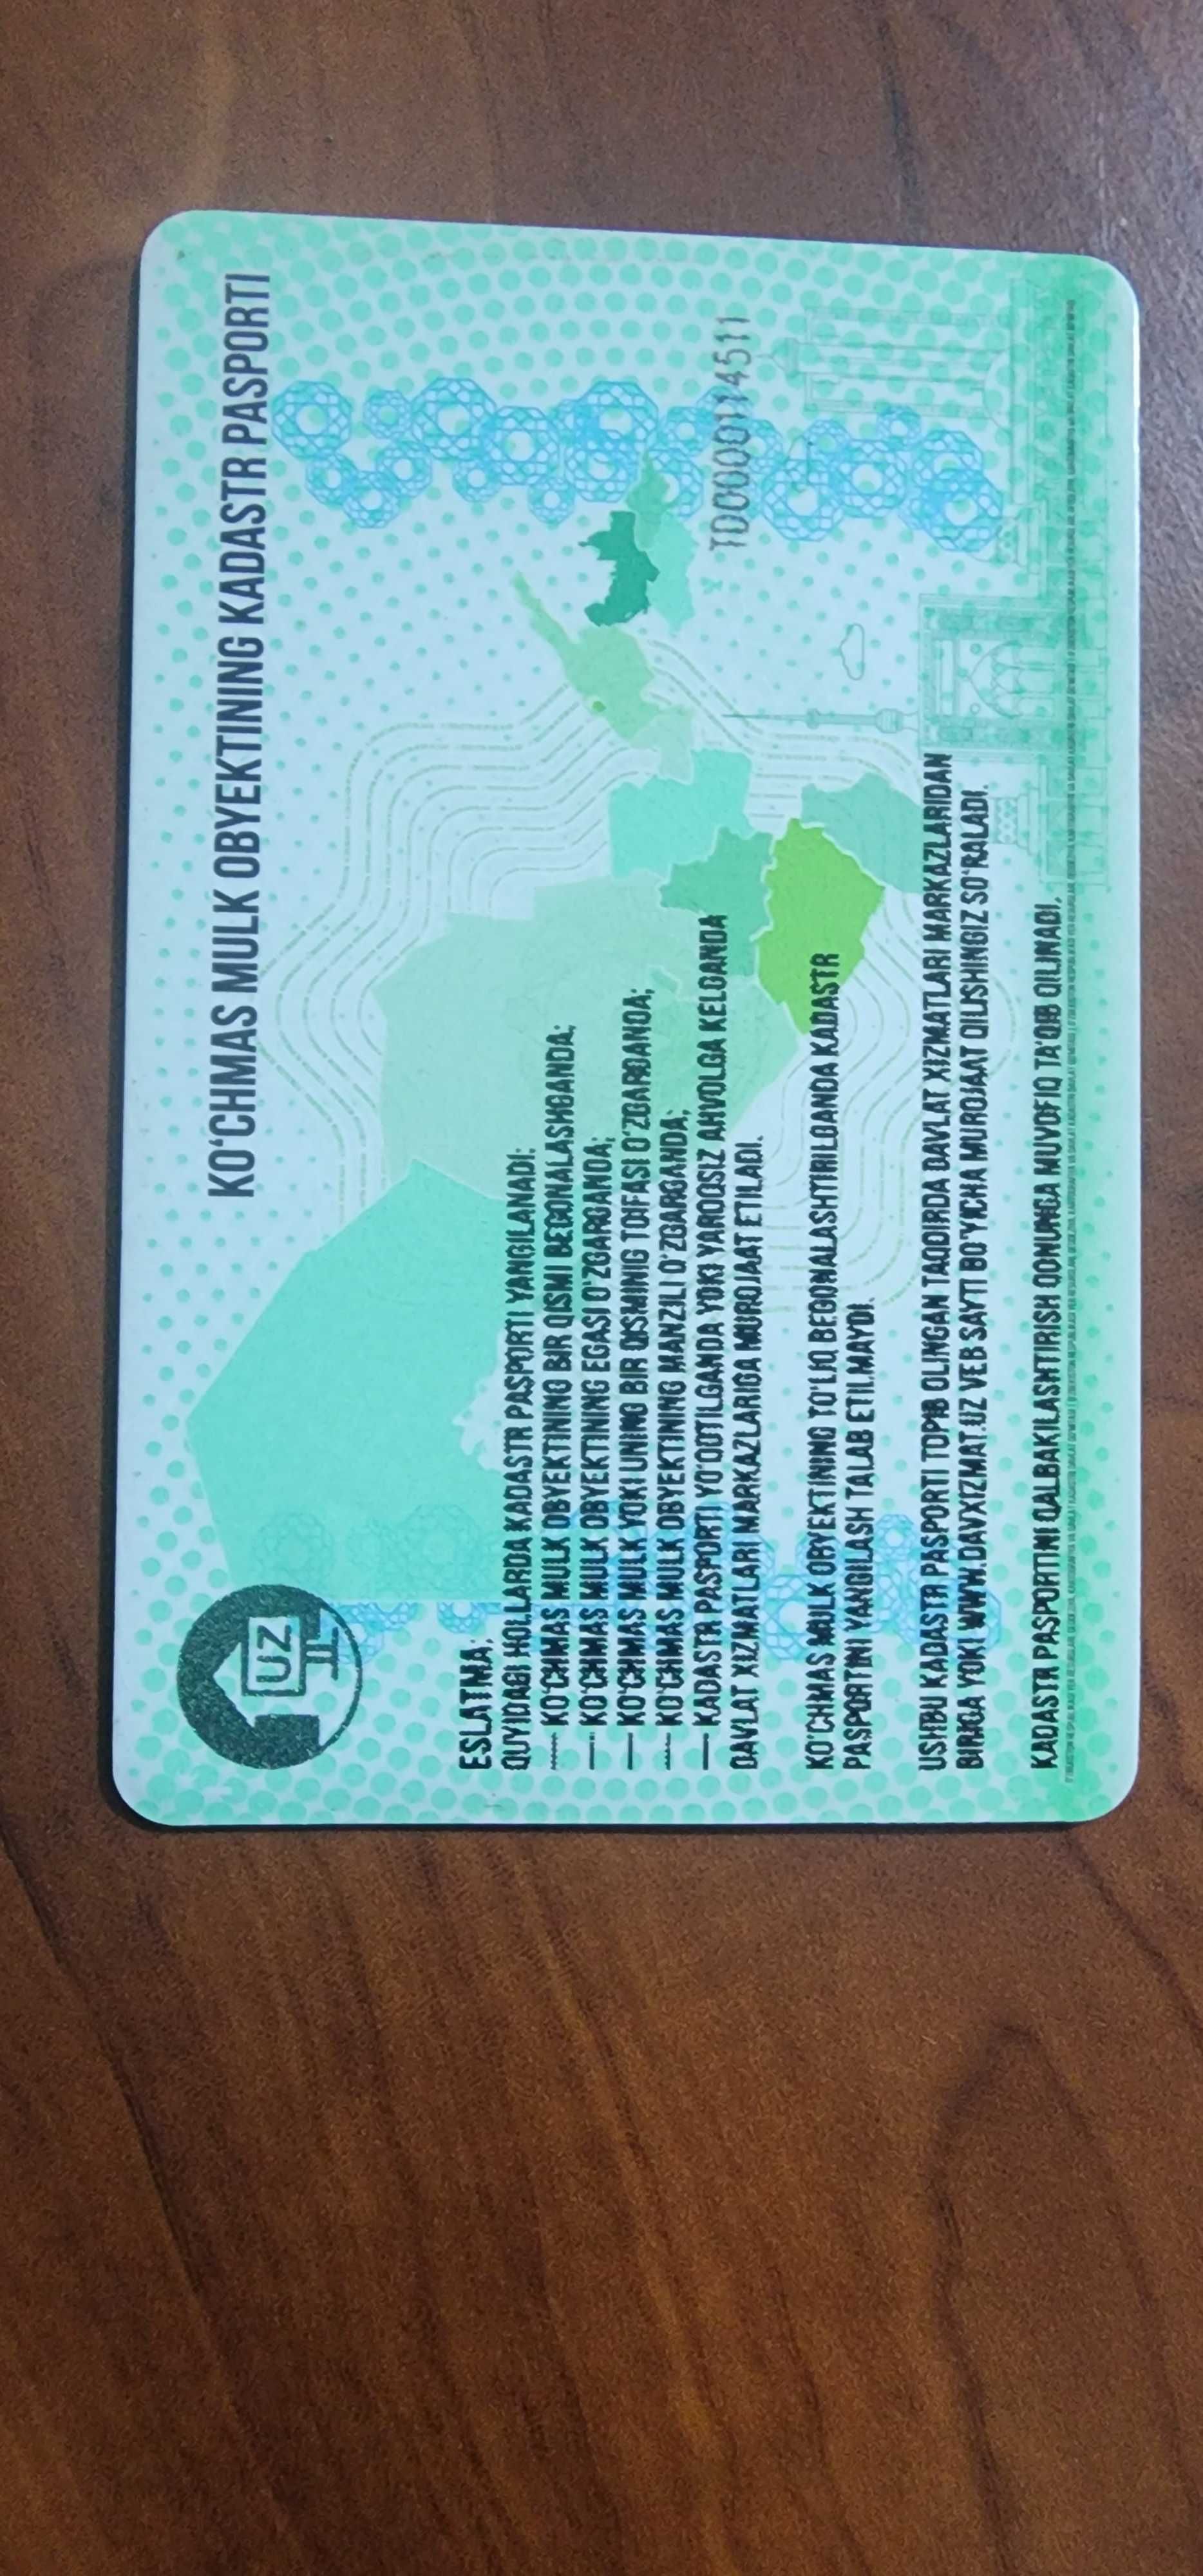 KO'CHMAS MULK OBYEKTINING KADASTR PASPORTI
UZ
ESLATMA:
QUYIDAGI HOLLARDA KADASTR PASPORTI YANGILANADI:
— KO'CHMAS MULK OBYEKTINING BIR QISMI BEGONALASHGANDA;
— KO'CHMAS MULK OBYEKTINING EGASI O'ZGARGANDA;
— KO'CHMAS MULK YOKI UNING BIR QISMINIG TOIFASI O'ZGARGANDA;
— KO'CHMAS MULK OBYEKTINING MANZILI O'ZGARGANDA;
— KADASTR PASPORTI YO'QOTILGANDA YOKI YAROQSIZ AHVOLGA KELGANDA
DAVLAT XIZMATLARI MARKAZLARIGA MUROJAAT ETILADI.
TD0000114511
KO'CHMAS MULK OBYEKTINING TO'LIQ BEGONALASHTIRILGANDA KADASTR
PASPORTINI YANGILASH TALAB ETILMAYDI.
USHBU KADASTR PASPORTI TOPIB OLINGAN TAQDIRDA DAVLAT XIZMATLARI MARKAZLARIDAN
BIRIGA YOKI WWW.DAVXIZMAT.UZ VEB SAYTI BO'YICHA MUROJAAT QILISHINGIZ SO'RALADI.
KADASTR PASPORTINI QALBAKILASHTIRISH QONUNGA MUVOFIQ TA'QIB QILINADI.